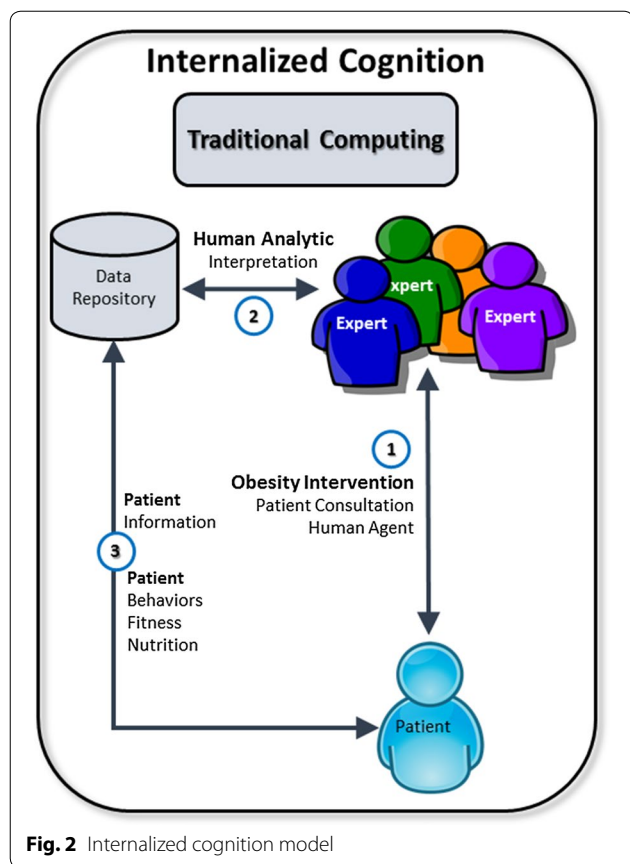 Internalized Cognition
Traditional Computing
Data
Repository
Human Analytic
Interpretation
2
Expert
xpert
Expert
1
Obesity Intervention
Patient Consultation
Human Agent
Patient
Information
3
Patient
Behaviors
Fitness
Nutrition
Patient
Fig. 2 Internalized cognition model